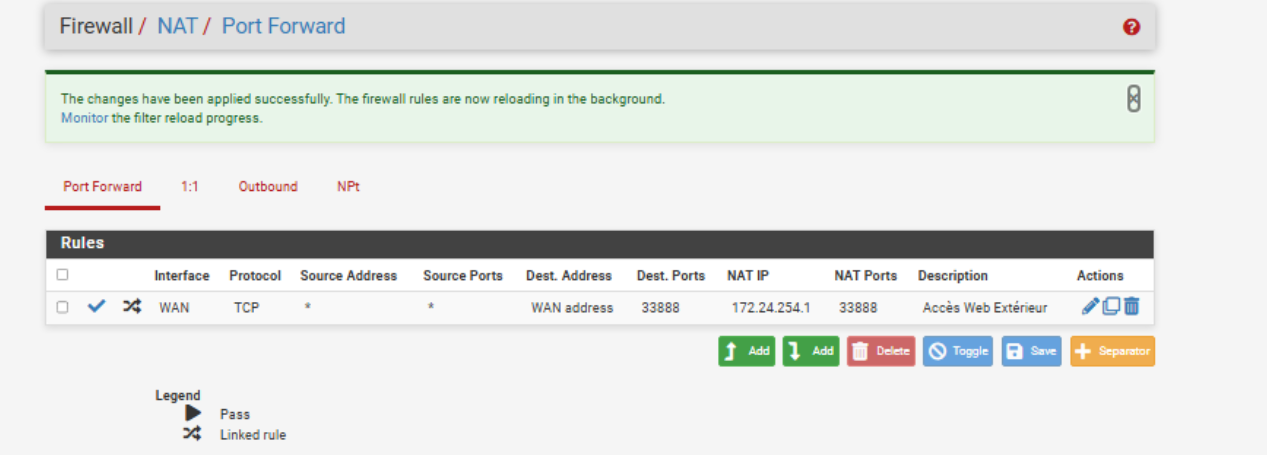 Firewall / NAT / Port Forward
The changes have been applied successfully. The firewall rules are now reloading in the background.
Monitor the filter reload progress.
Port Forward 1:1 Outbound NPt
Rules
Interface Protocol Source Address Source Ports Dest. Address Dest. Ports NAT IP NAT Ports Description Actions
WAN TCP * * WAN address 33888 172.24.254.1 33888 Accès Web Extérieur
Add Add Delete Toggle Save Separator
Legend
Pass
Linked rule